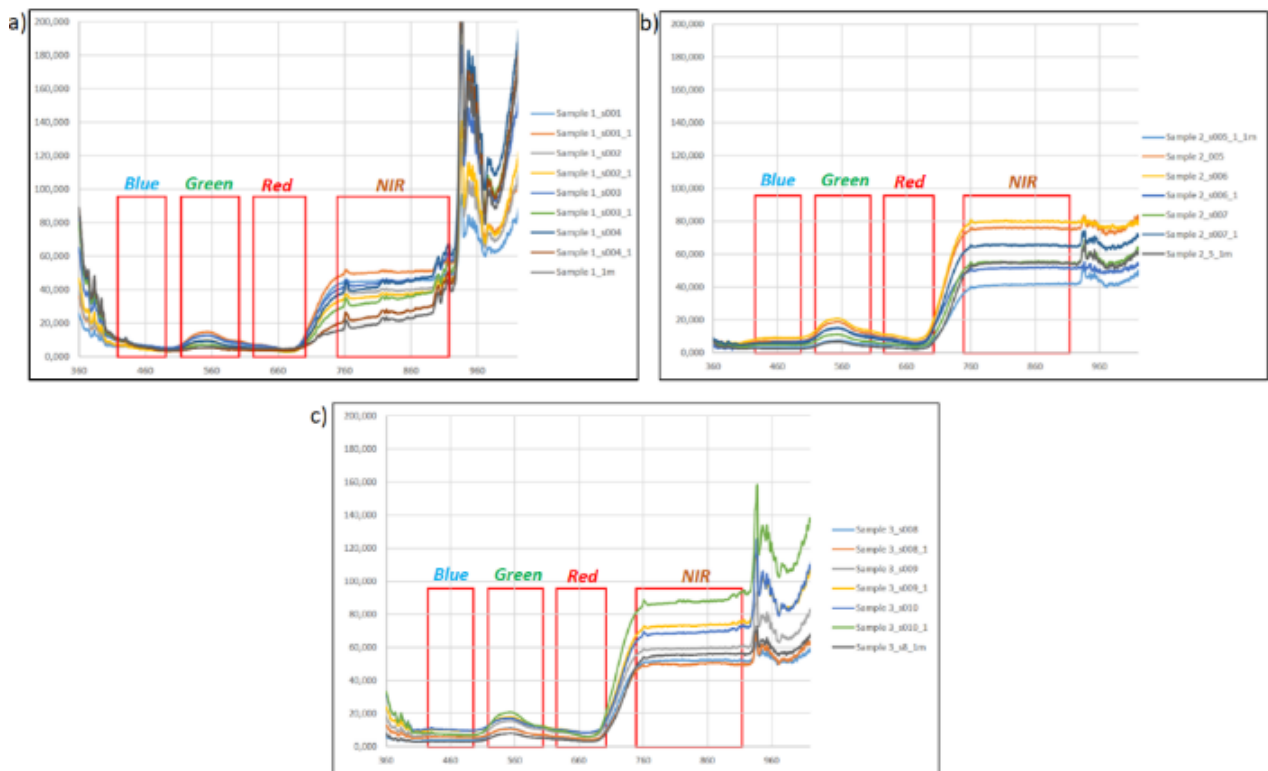 a)
200,000
180,000
160,000
140,000
120,000
100,000
80,000
60,000
40,000
20,000
0,000
360 460 560 660 760 860 960
Blue Green Red NIR
Sample 1_s001
Sample 1_s001_1
Sample 1_s002
Sample 1_s002_1
Sample 1_s003
Sample 1_s003_1
Sample 1_s004
Sample 1_s004_1
Sample 1_1m
b)
200,000
180,000
160,000
140,000
120,000
100,000
80,000
60,000
40,000
20,000
0,000
360 460 560 660 760 860 960
Blue Green Red NIR
Sample 2_s005_1_1m
Sample 2_005
Sample 2_s006
Sample 2_s006_1
Sample 2_s007
Sample 2_s007_1
Sample 2_5_1m
c)
200,000
180,000
160,000
140,000
120,000
100,000
80,000
60,000
40,000
20,000
0,000
360 460 560 660 760 860 960
Blue Green Red NIR
Sample 3_s008
Sample 3_s008_1
Sample 3_s009
Sample 3_s009_1
Sample 3_s010
Sample 3_s010_1
Sample 3_s8_1m